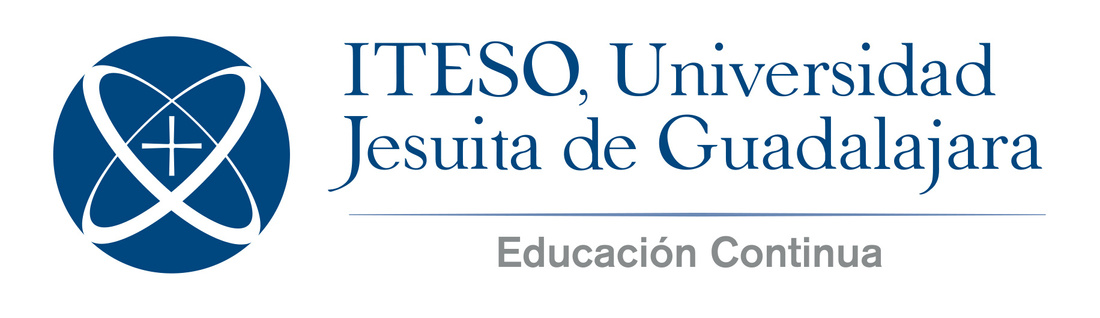 ITESO, Universidad
Jesuita de Guadalajara
Educación Continua